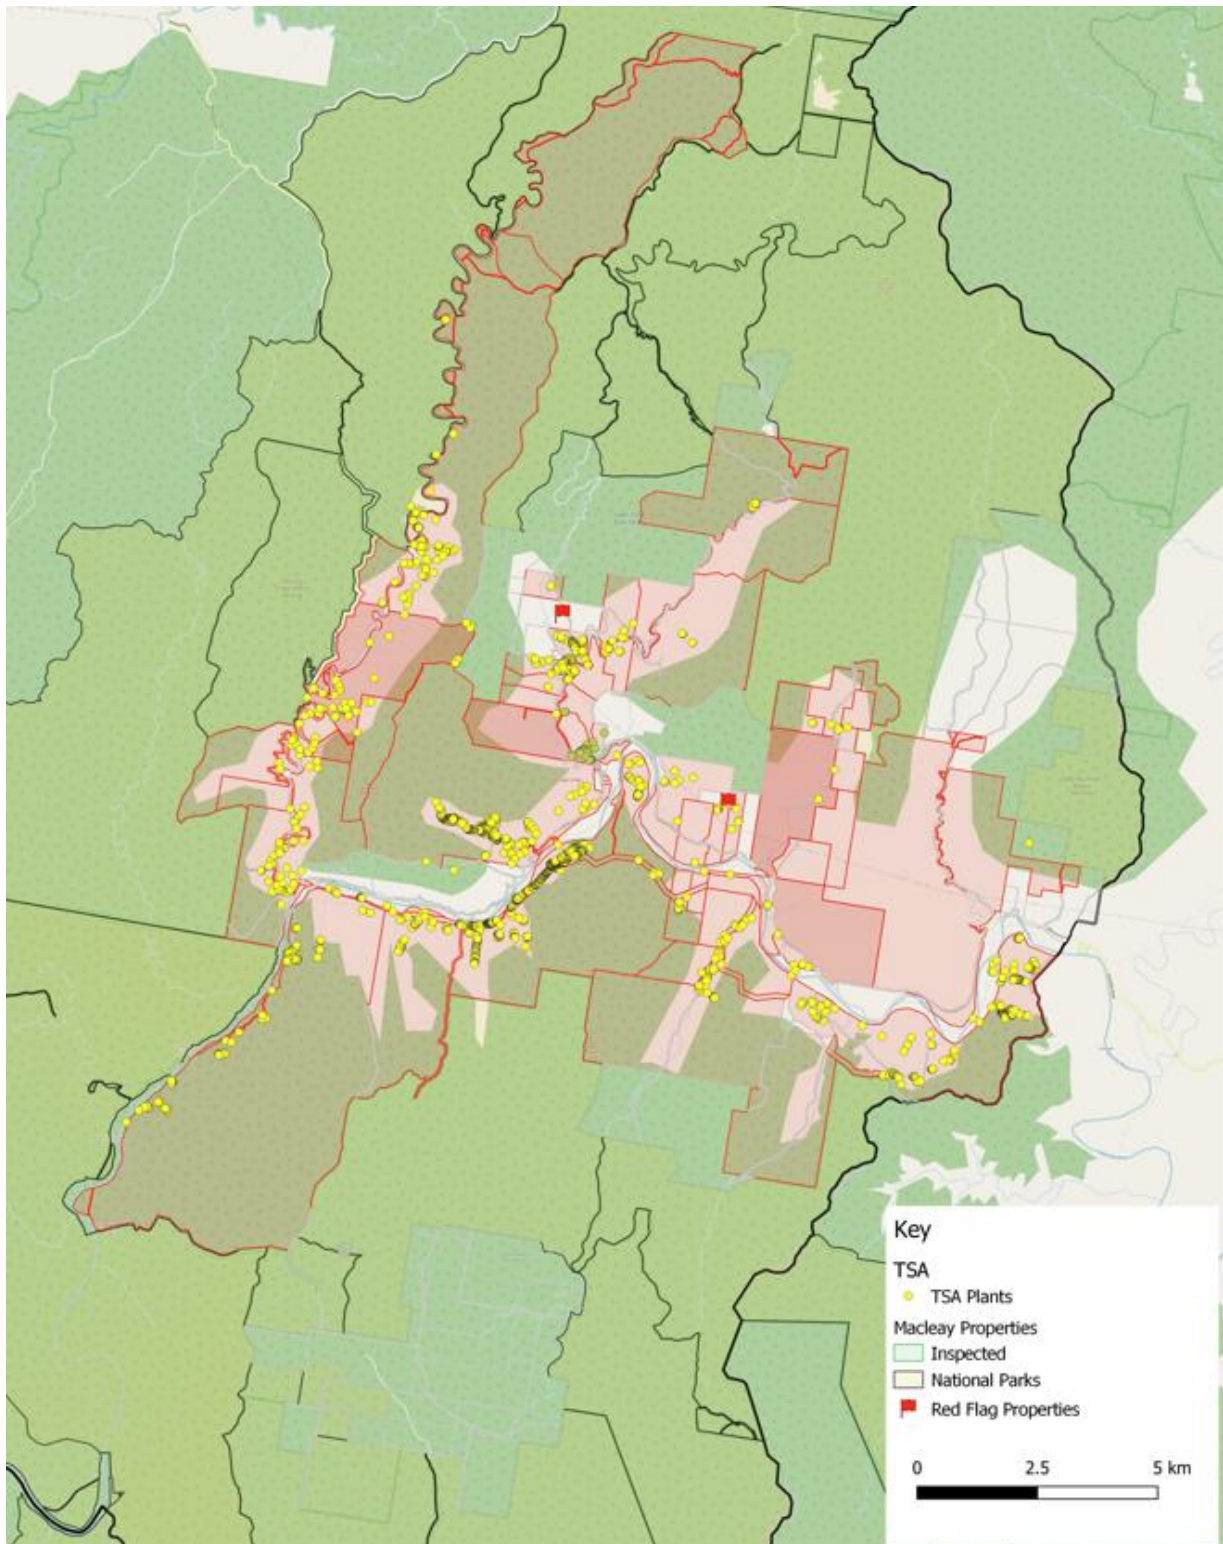 Key
TSA
TSA Plants
Macleay Properties
Inspected
National Parks
Red Flag Properties
0 2.5 5 km